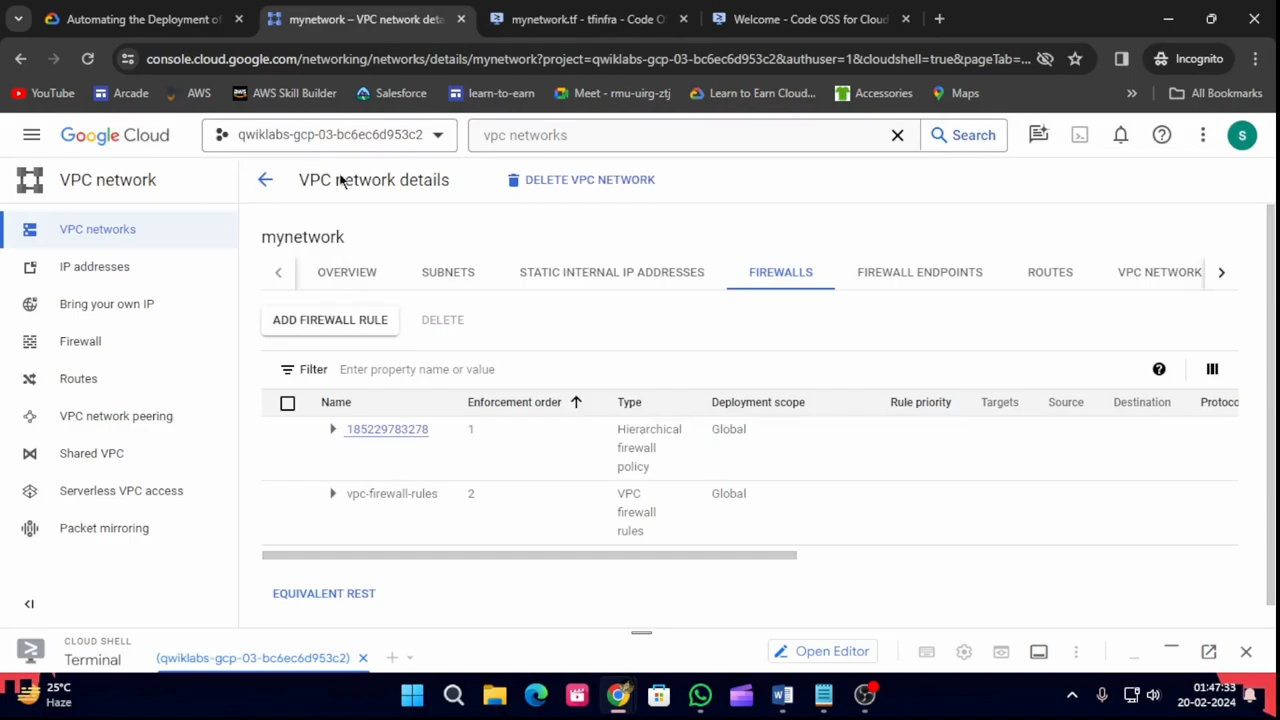 Automating the Deployment of
mynetwork – VPC network deta
mynetwork.tf - tfinfra - Code O
Welcome - Code OSS for Cloud
console.cloud.google.com/networking/networks/details/mynetwork?project=qwiklabs-gcp-03-bc6ec6d953c2&authuser=1&cloudshell=true&pageTab=...
Incognito
YouTube
Arcade
AWS
AWS Skill Builder
Salesforce
learn-to-earn
Meet - rmu-uirg-ztj
Learn to Earn Cloud...
Accessories
Maps
All Bookmarks
Google Cloud
qwiklabs-gcp-03-bc6ec6d953c2
vpc networks
Search
S
VPC network
VPC network details
DELETE VPC NETWORK
VPC networks
IP addresses
Bring your own IP
Firewall
Routes
VPC network peering
Shared VPC
Serverless VPC access
Packet mirroring
mynetwork
OVERVIEW
SUBNETS
STATIC INTERNAL IP ADDRESSES
FIREWALLS
FIREWALL ENDPOINTS
ROUTES
VPC NETWORK
ADD FIREWALL RULE
DELETE
Filter
Enter property name or value
Name
Enforcement order
Type
Deployment scope
Rule priority
Targets
Source
Destination
Protoco
185229783278
1
Hierarchical
firewall
policy
Global
vpc-firewall-rules
2
VPC
firewall
rules
Global
EQUIVALENT REST
CLOUD SHELL
Terminal
(qwiklabs-gcp-03-bc6ec6d953c2)
Open Editor
25°C
Haze
01:47:33
20-02-2024